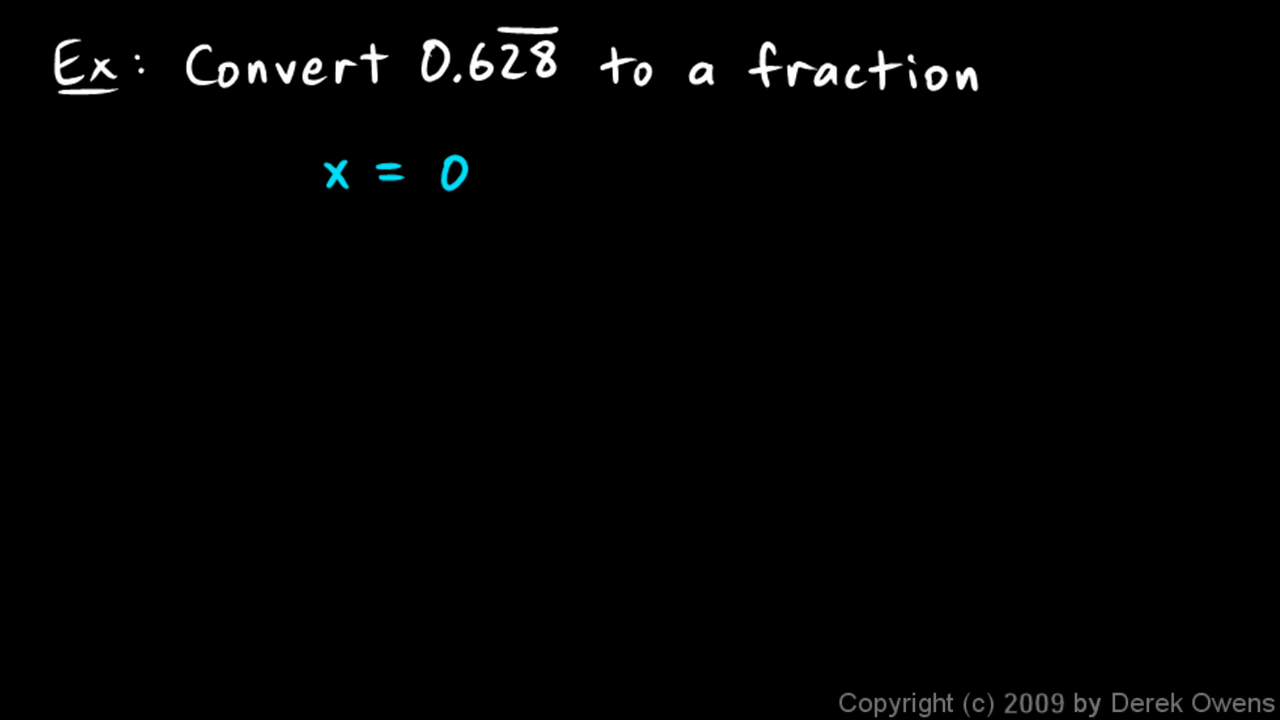 Ex: Convert 0.628̅ to a fraction
x = 0
Copyright (c) 2009 by Derek Owens